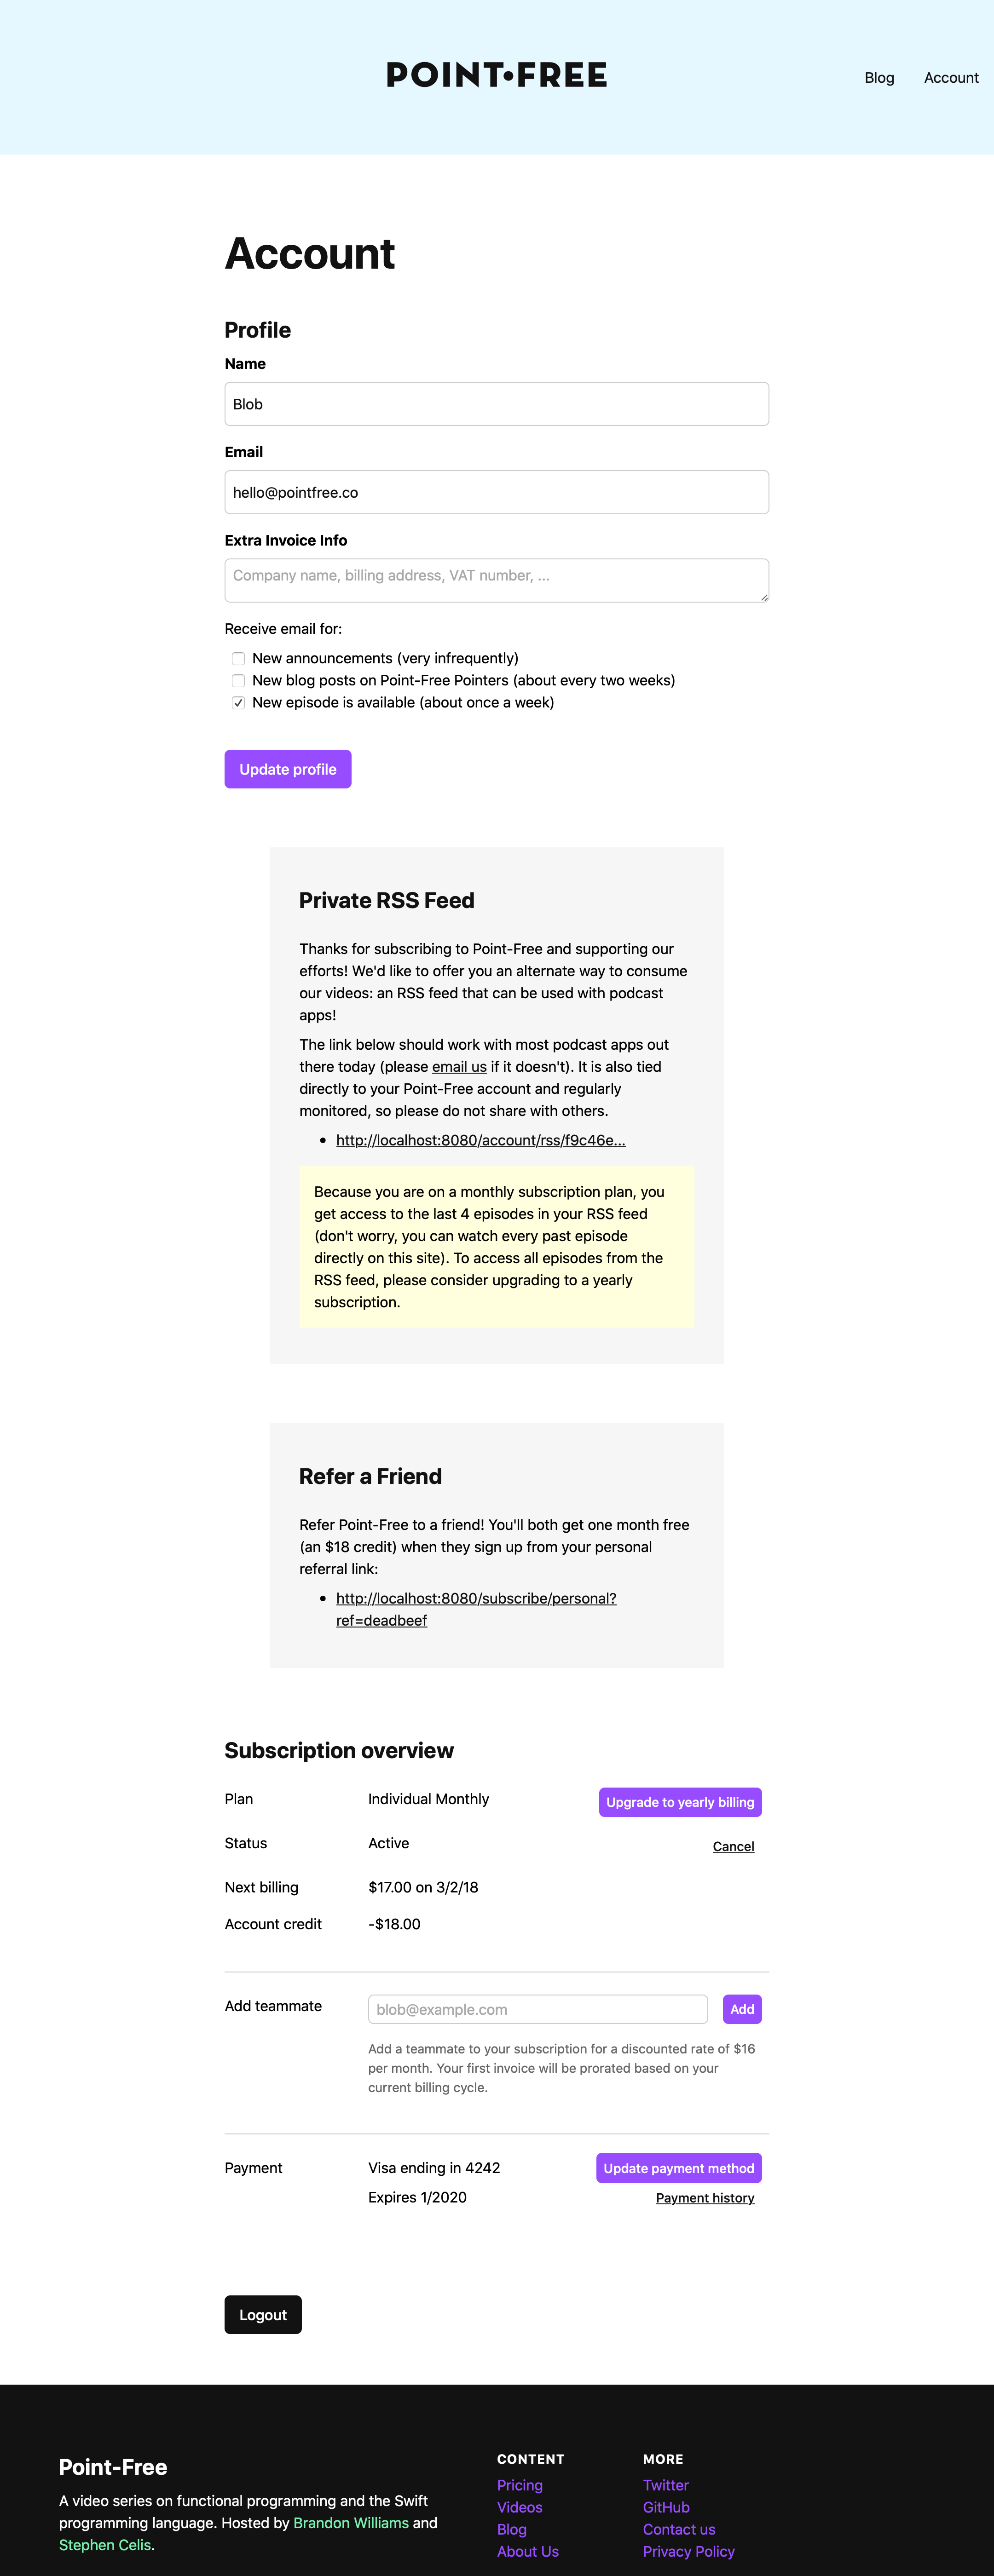 POINT•FREE
Blog
Account
Account
Profile
Name
Blob
Email
hello@pointfree.co
Extra Invoice Info
Company name, billing address, VAT number, ...
Receive email for:
New announcements (very infrequently)
New blog posts on Point-Free Pointers (about every two weeks)
New episode is available (about once a week)
Update profile
Private RSS Feed
Thanks for subscribing to Point-Free and supporting our
efforts! We'd like to offer you an alternate way to consume
our videos: an RSS feed that can be used with podcast
apps!
The link below should work with most podcast apps out
there today (please email us if it doesn't). It is also tied
directly to your Point-Free account and regularly
monitored, so please do not share with others.
• http://localhost:8080/account/rss/f9c46e...
Because you are on a monthly subscription plan, you
get access to the last 4 episodes in your RSS feed
(don't worry, you can watch every past episode
directly on this site). To access all episodes from the
RSS feed, please consider upgrading to a yearly
subscription.
Refer a Friend
Refer Point-Free to a friend! You'll both get one month free
(an $18 credit) when they sign up from your personal
referral link:
• http://localhost:8080/subscribe/personal?
ref=deadbeef
Subscription overview
Plan
Individual Monthly
Upgrade to yearly billing
Status
Active
Cancel
Next billing
$17.00 on 3/2/18
Account credit
-$18.00
Add teammate
blob@example.com
Add
Add a teammate to your subscription for a discounted rate of $16
per month. Your first invoice will be prorated based on your
current billing cycle.
Payment
Visa ending in 4242
Update payment method
Expires 1/2020
Payment history
Logout
Point-Free
A video series on functional programming and the Swift
programming language. Hosted by Brandon Williams and
Stephen Celis.
CONTENT
Pricing
Videos
Blog
About Us
MORE
Twitter
GitHub
Contact us
Privacy Policy